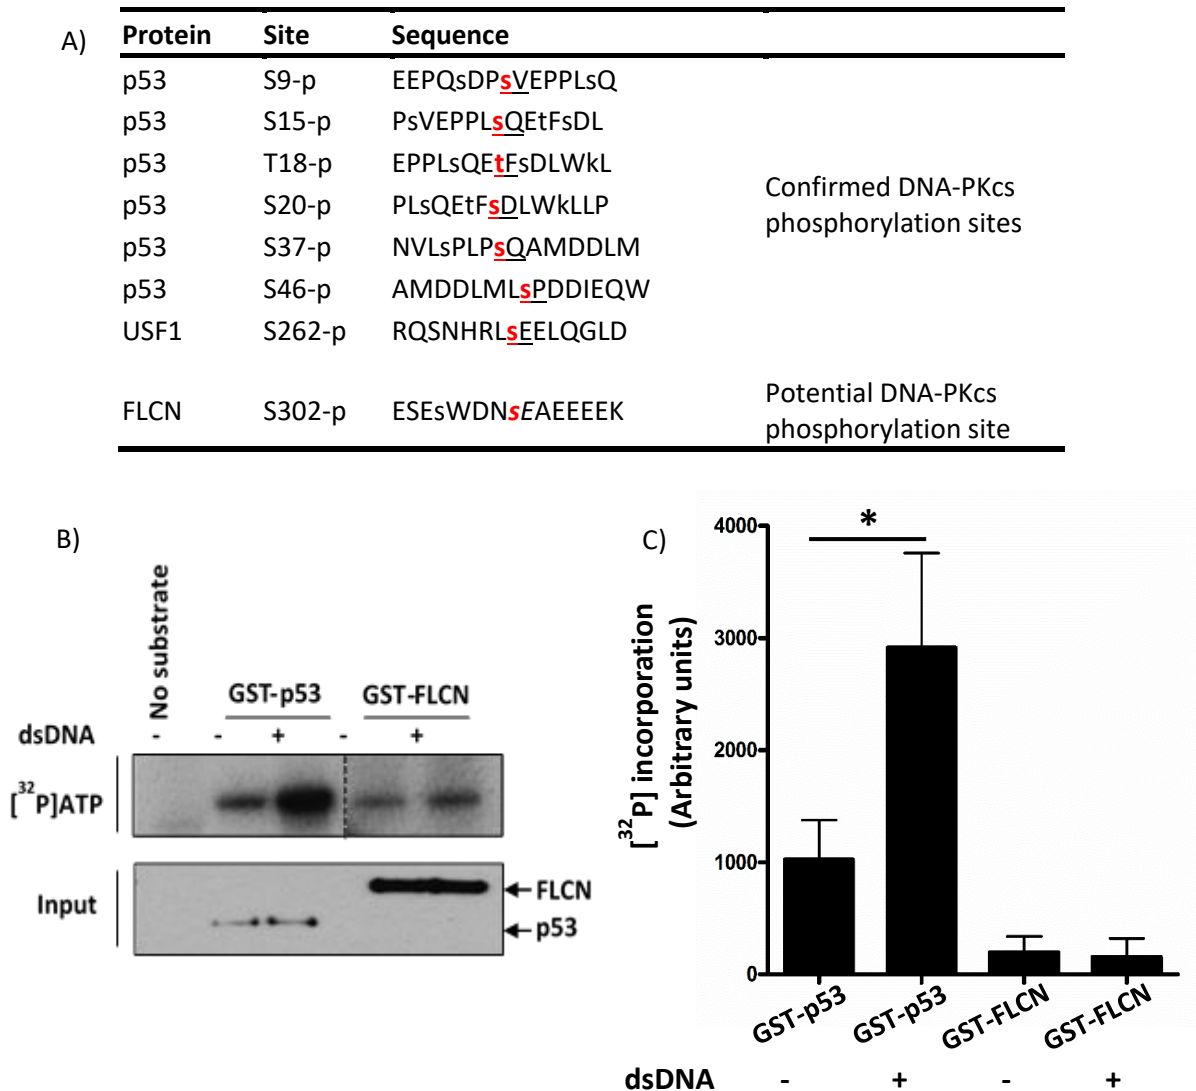 A)
Protein Site Sequence
p53 S9-p EEPQsDPsVEPPLsQ
p53 S15-p PsVEPPLsQEtFsDL
p53 T18-p EPPLsQEtFsDLWkL
p53 S20-p PLsQEtFsDLWkLLP
p53 S37-p NVLsPLPsQAMDDLM
p53 S46-p AMDDLMLsPDDIEQW
USF1 S262-p RQSNHRLsEELQGLD
Confirmed DNA-PKcs
phosphorylation sites
FLCN S302-p ESEsWDNsEAEEEEK
Potential DNA-PKcs
phosphorylation site
B)
No substrate
GST-p53 GST-FLCN
dsDNA - - + - +
[32P]ATP
Input
FLCN
p53
C)
[32P] incorporation
(Arbitrary units)
4000
3000
2000
1000
0
*
GST-p53 GST-p53 GST-FLCN GST-FLCN
dsDNA - + - +